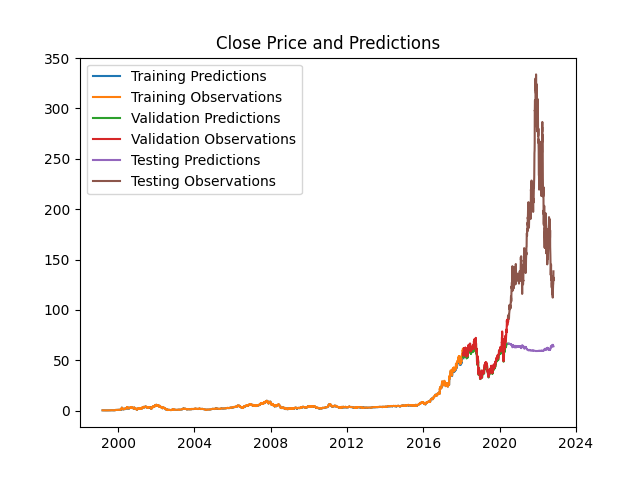 Close Price and Predictions
Training Predictions
Training Observations
Validation Predictions
Validation Observations
Testing Predictions
Testing Observations
350
300
250
200
150
100
50
0
2000 2004 2008 2012 2016 2020 2024